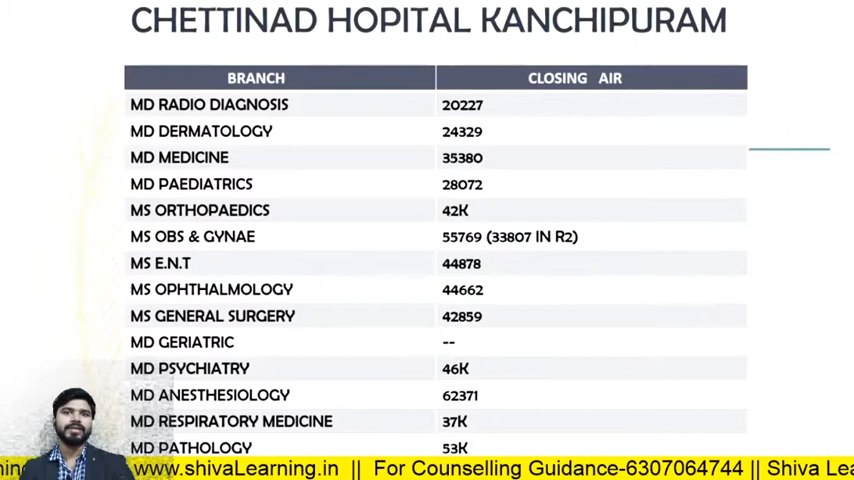 CHETTINAD HOPITAL KANCHIPURAM
BRANCH CLOSING AIR
MD RADIO DIAGNOSIS 20227
MD DERMATOLOGY 24329
MD MEDICINE 35380
MD PAEDIATRICS 28072
MS ORTHOPAEDICS 42K
MS OBS & GYNAE 55769 (33807 IN R2)
MS E.N.T 44878
MS OPHTHALMOLOGY 44662
MS GENERAL SURGERY 42859
MD GERIATRIC --
MD PSYCHIATRY 46K
MD ANESTHESIOLOGY 62371
MD RESPIRATORY MEDICINE 37K
MD PATHOLOGY 53K
www.shivaLearning.in || For Counselling Guidance-6307064744 || Shiva Lea